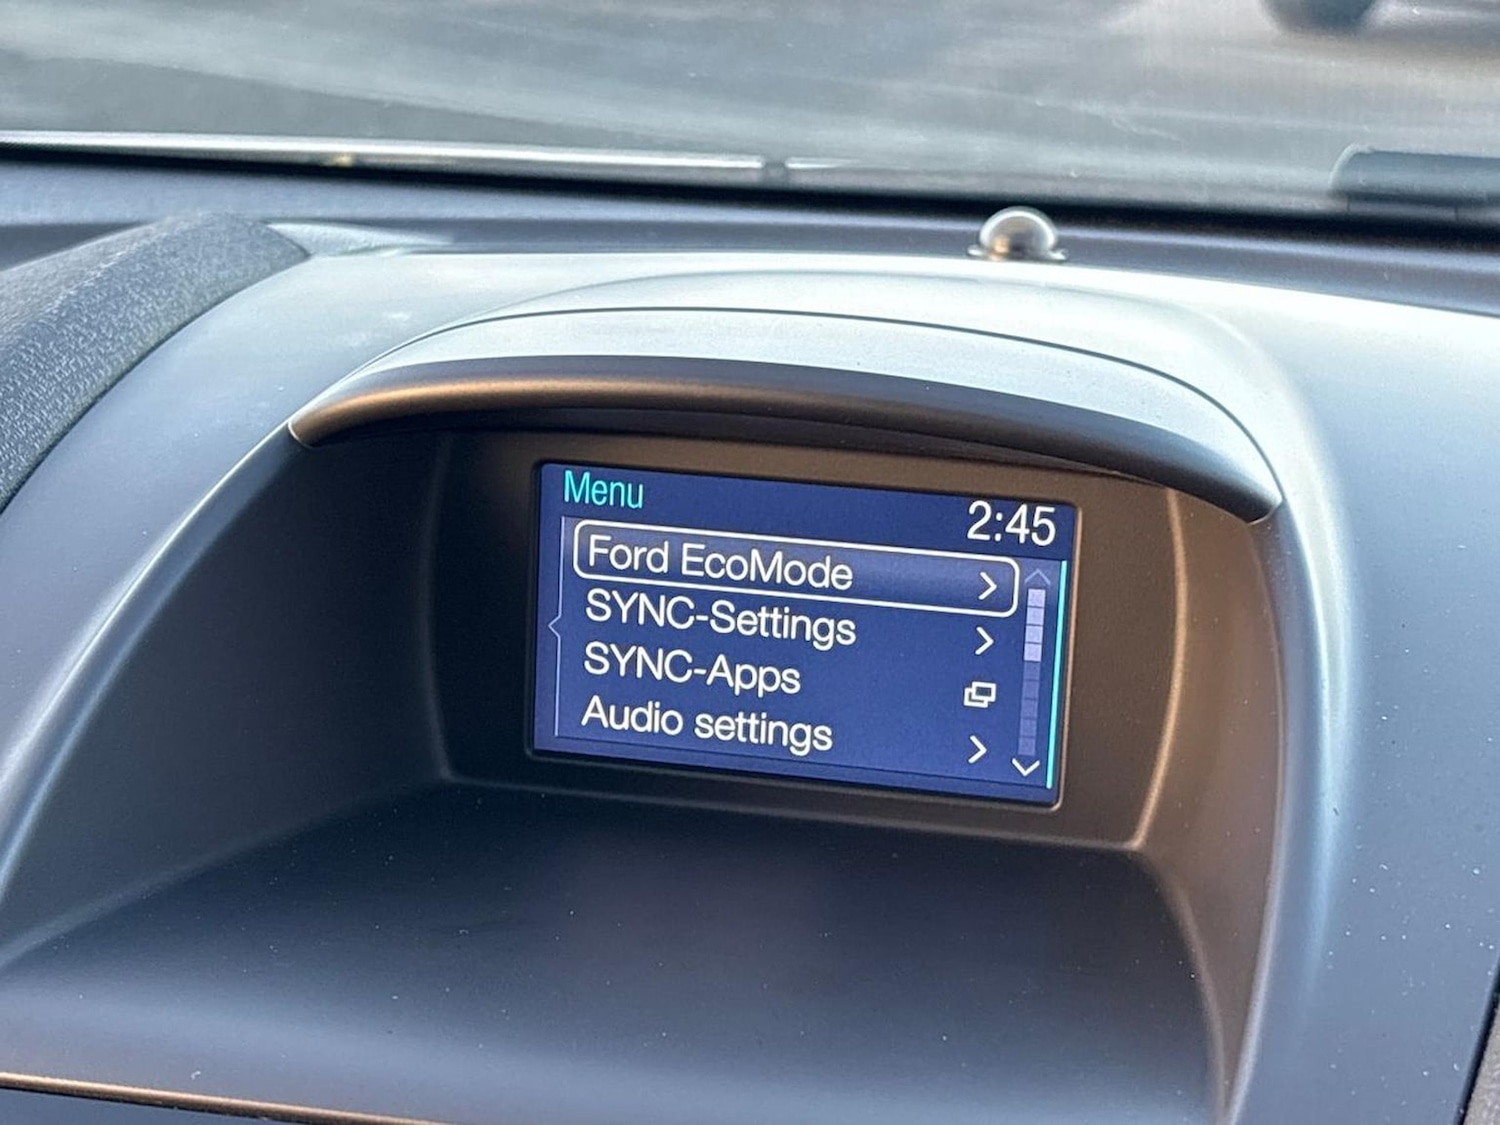 Menu
2:45
Ford EcoMode
SYNC-Settings
SYNC-Apps
Audio settings